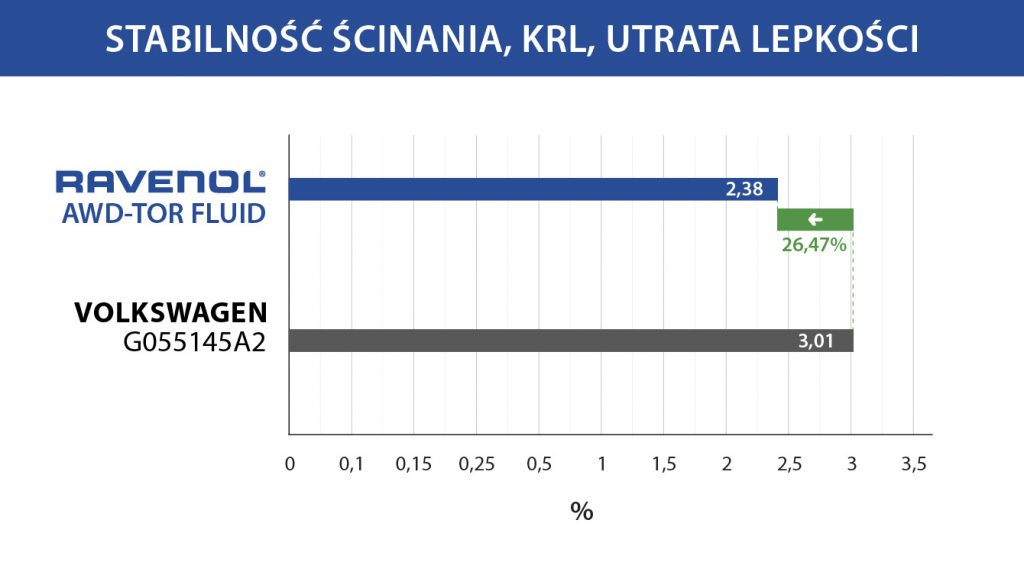 STABILNOŚĆ ŚCINANIA, KRL, UTRATA LEPKOŚCI
RAVENOL®
AWD-TOR FLUID
2,38
26,47%
VOLKSWAGEN
G055145A2
3,01
0 0,1 0,15 0,25 0,5 1 1,5 2 2,5 3 3,5
%